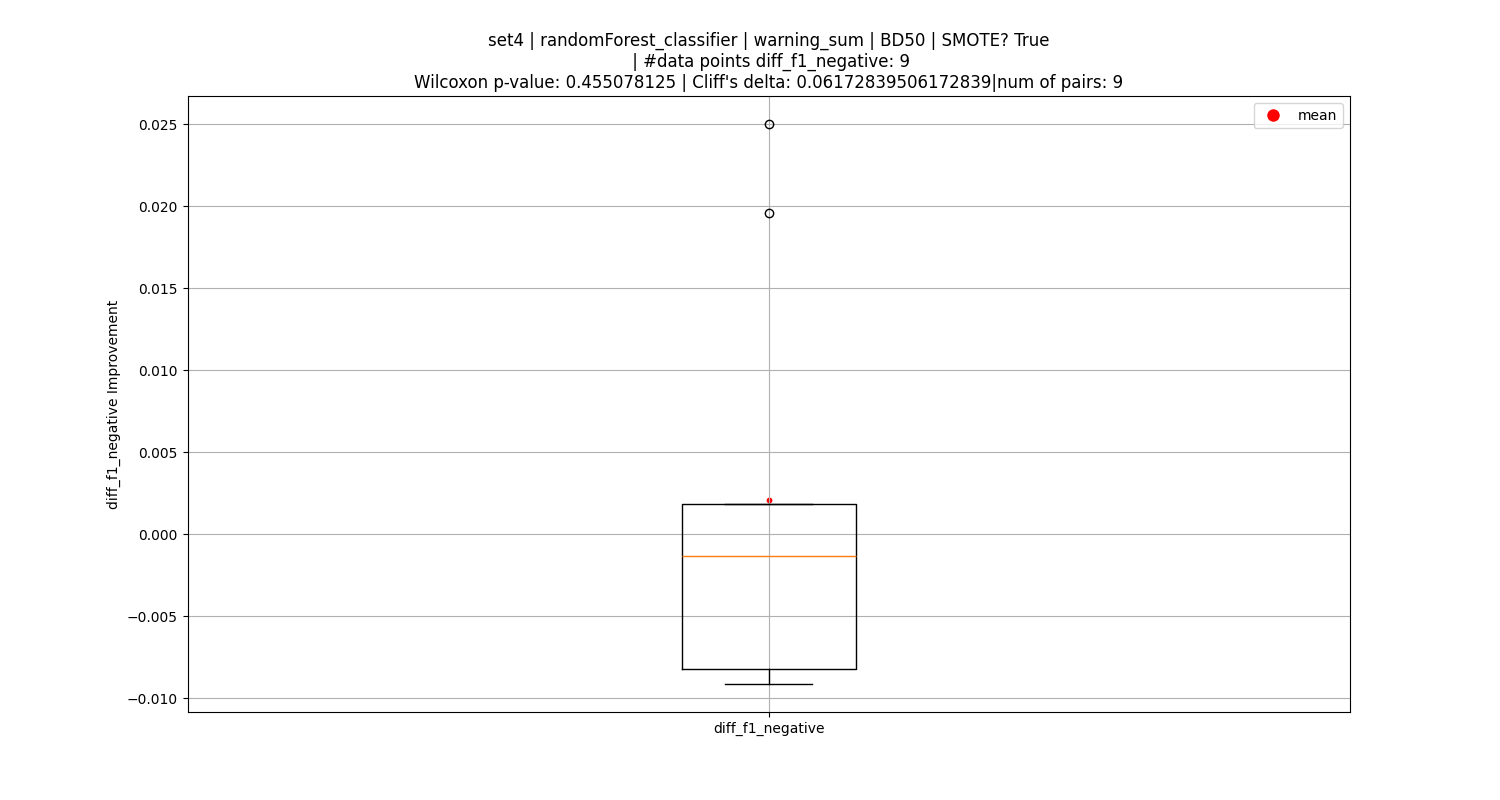 set4 | randomForest_classifier | warning_sum | BD50 | SMOTE? True
| #data points diff_f1_negative: 9
Wilcoxon p-value: 0.455078125 | Cliff's delta: 0.06172839506172839|num of pairs: 9
mean
0.025
0.020
0.015
0.010
0.005
0.000
−0.005
−0.010
diff_f1_negative Improvement
diff_f1_negative